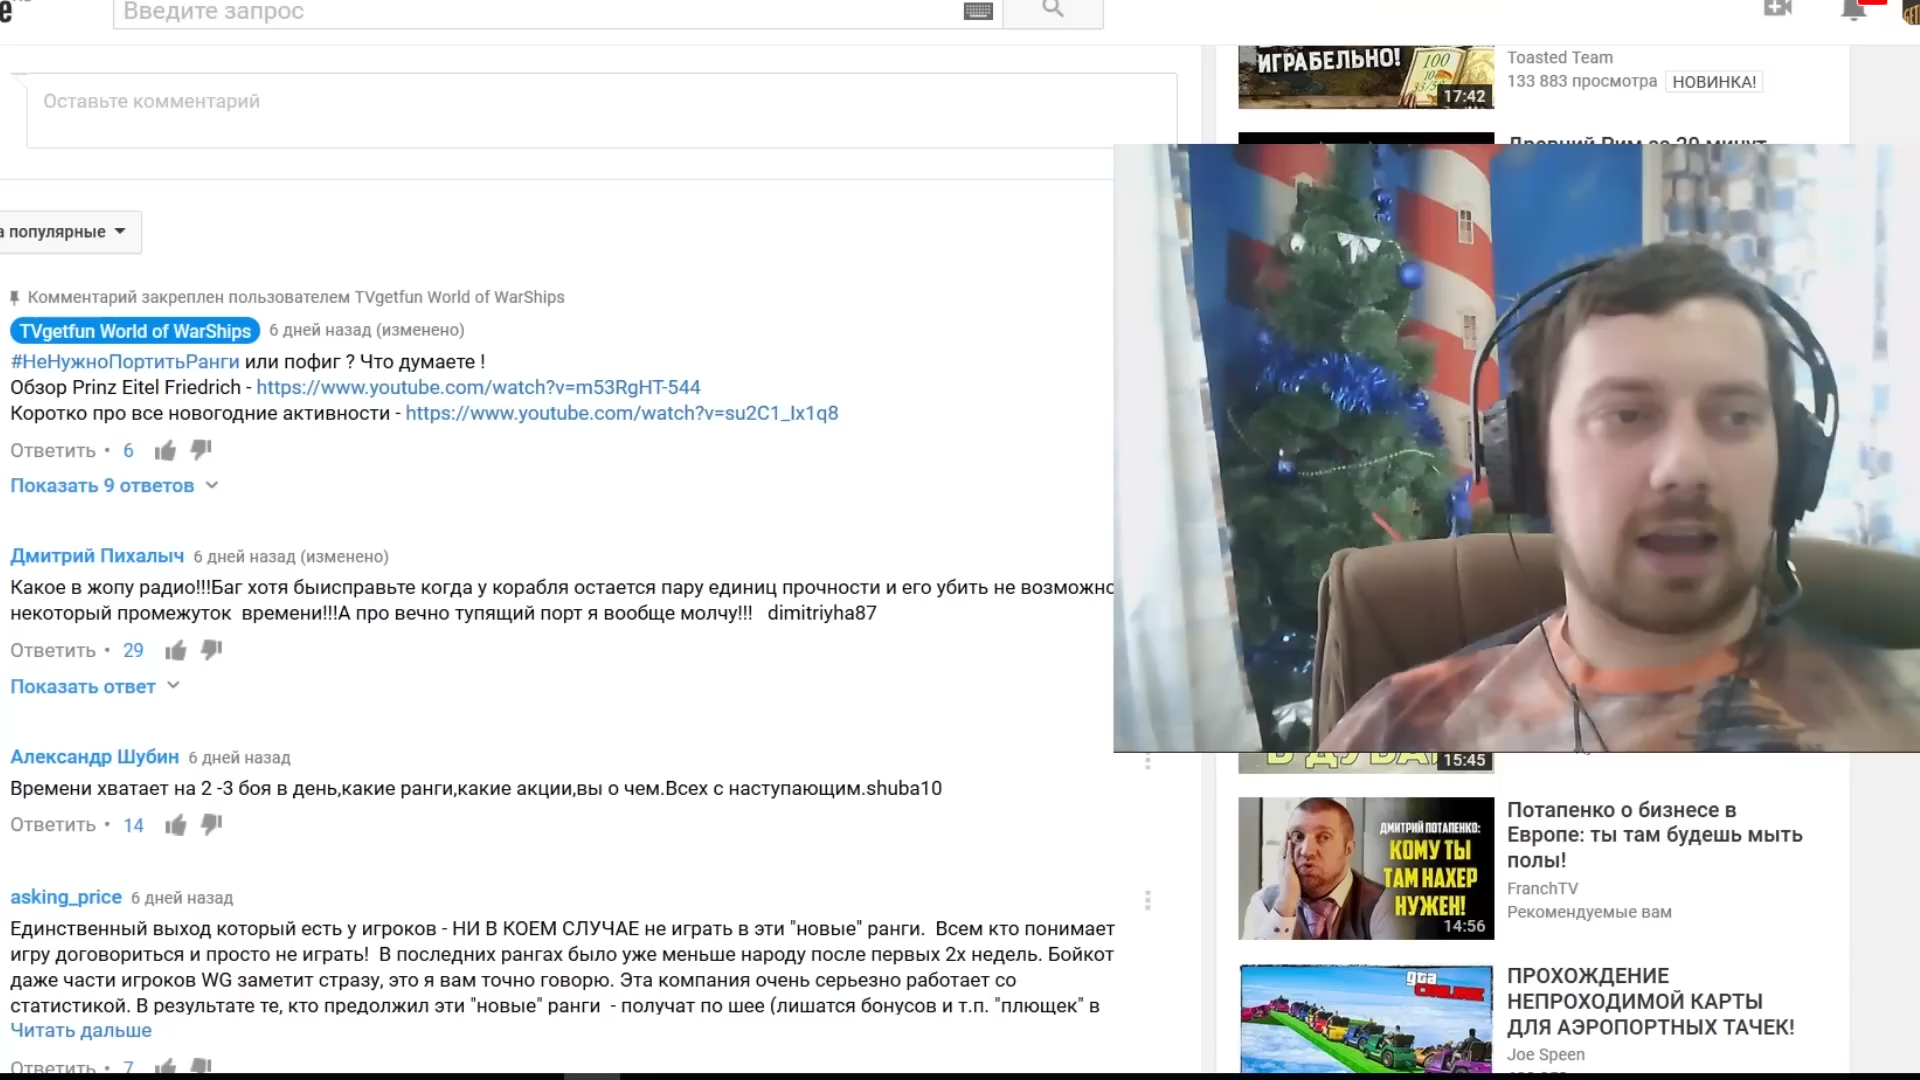 Введите запрос
Оставьте комментарий
популярные
Комментарий закреплен пользователем TVgetfun World of WarShips
TVgetfun World of WarShips 6 дней назад (изменено)
#НеНужноПортитьРанги или пофиг ? Что думаете !
Обзор Prinz Eitel Friedrich - https://www.youtube.com/watch?v=m53RgHT-544
Коротко про все новогодние активности - https://www.youtube.com/watch?v=su2C1_Ix1q8
Ответить • 6
Показать 9 ответов
Дмитрий Пихалыч 6 дней назад (изменено)
Какое в жопу радио!!!Баг хотя быисправьте когда у корабля остается пару единиц прочности и его убить не возможно
некоторый промежуток времени!!!А про вечно тупящий порт я вообще молчу!!! dimitriyha87
Ответить • 29
Показать ответ
Александр Шубин 6 дней назад
Времени хватает на 2 -3 боя в день,какие ранги,какие акции,вы о чем.Всех с наступающим.shuba10
Ответить • 14
asking_price 6 дней назад
Единственный выход который есть у игроков - НИ В КОЕМ СЛУЧАЕ не играть в эти "новые" ранги. Всем кто понимает
игру договориться и просто не играть! В последних рангах было уже меньше народу после первых 2х недель. Бойкот
даже части игроков WG заметит стразу, это я вам точно говорю. Эта компания очень серьезно работает со
статистикой. В результате те, кто предолжил эти "новые" ранги - получат по шее (лишатся бонусов и т.п. "плющек" в
Читать дальше
Ответить • 7
ИГРАБЕЛЬНО!
100
17:42
Toasted Team
133 883 просмотра НОВИНКА!
Древний Рим за 20 минут
15:45
ДМИТРИЙ ПОТАПЕНКО:
КОМУ ТЫ
ТАМ НАХЕР
НУЖЕН!
14:56
Потапенко о бизнесе в
Европе: ты там будешь мыть
полы!
FranchTV
Рекомендуемые вам
gta
ONLINE
ПРОХОЖДЕНИЕ
НЕПРОХОДИМОЙ КАРТЫ
ДЛЯ АЭРОПОРТНЫХ ТАЧЕК!
Joe Speen